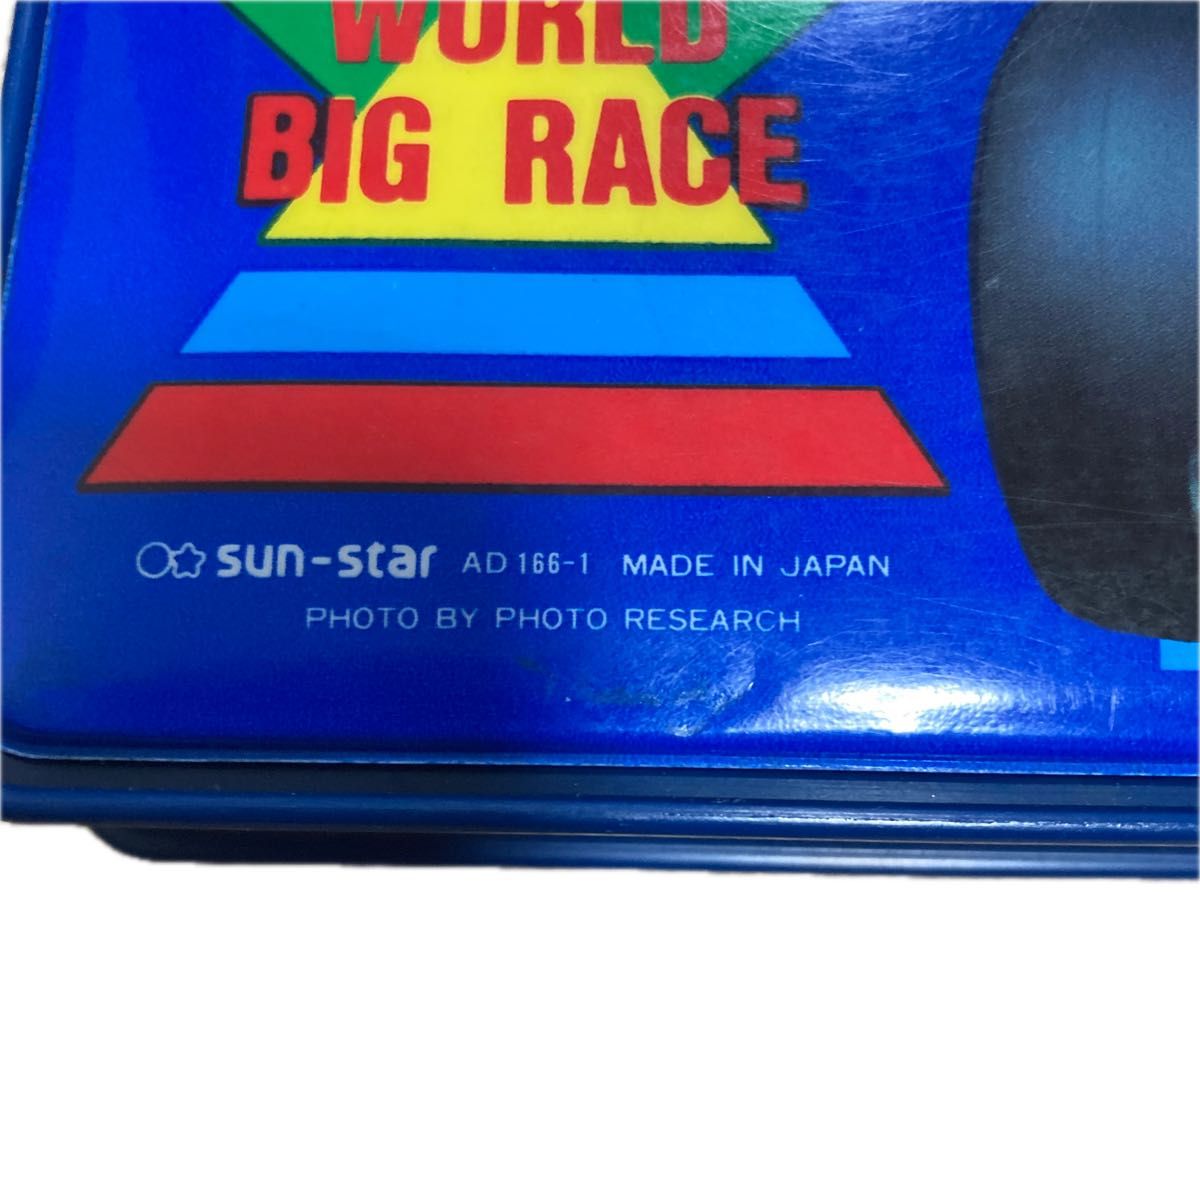 WORLD
BIG RACE
sun-star AD 166-1 MADE IN JAPAN
PHOTO BY PHOTO RESEARCH